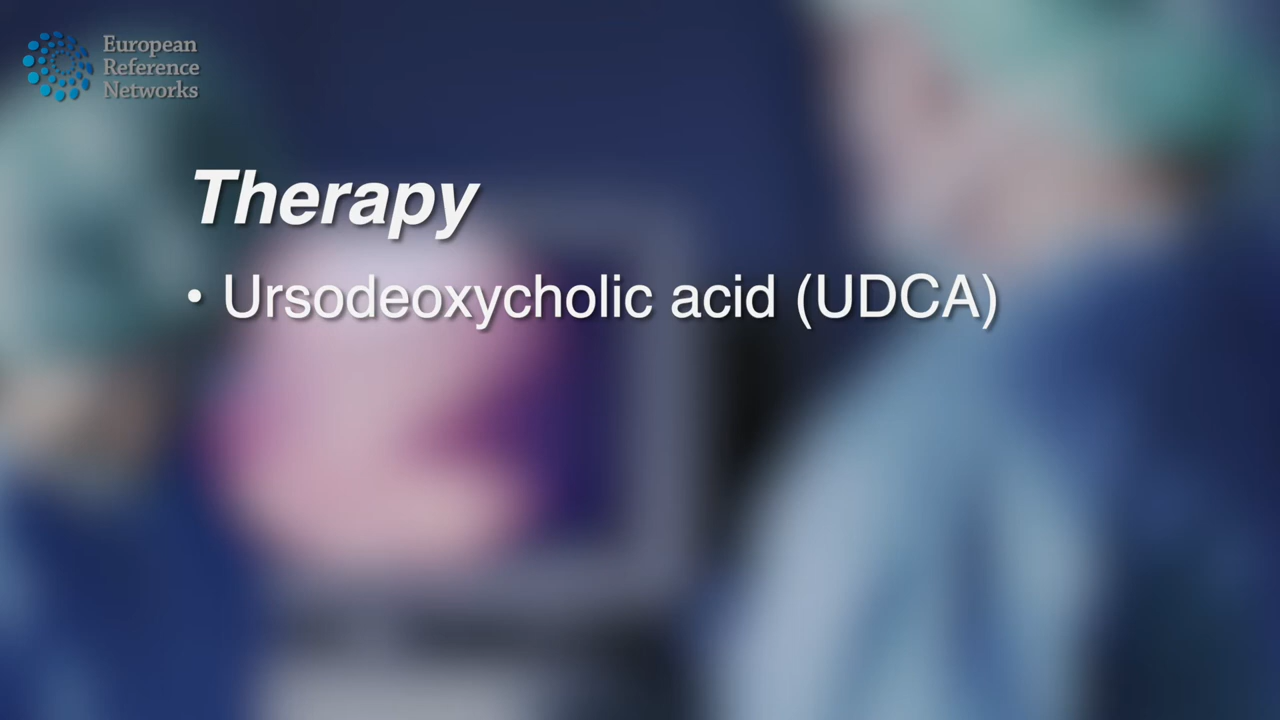 European
Reference
Networks
Therapy
• Ursodeoxycholic acid (UDCA)